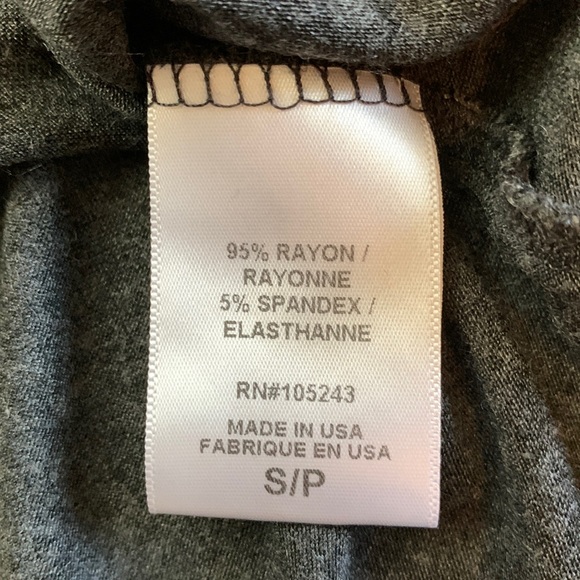 95% RAYON /
RAYONNE
5% SPANDEX /
ELASTHANNE
RN#105243
MADE IN USA
FABRIQUE EN USA
S/P